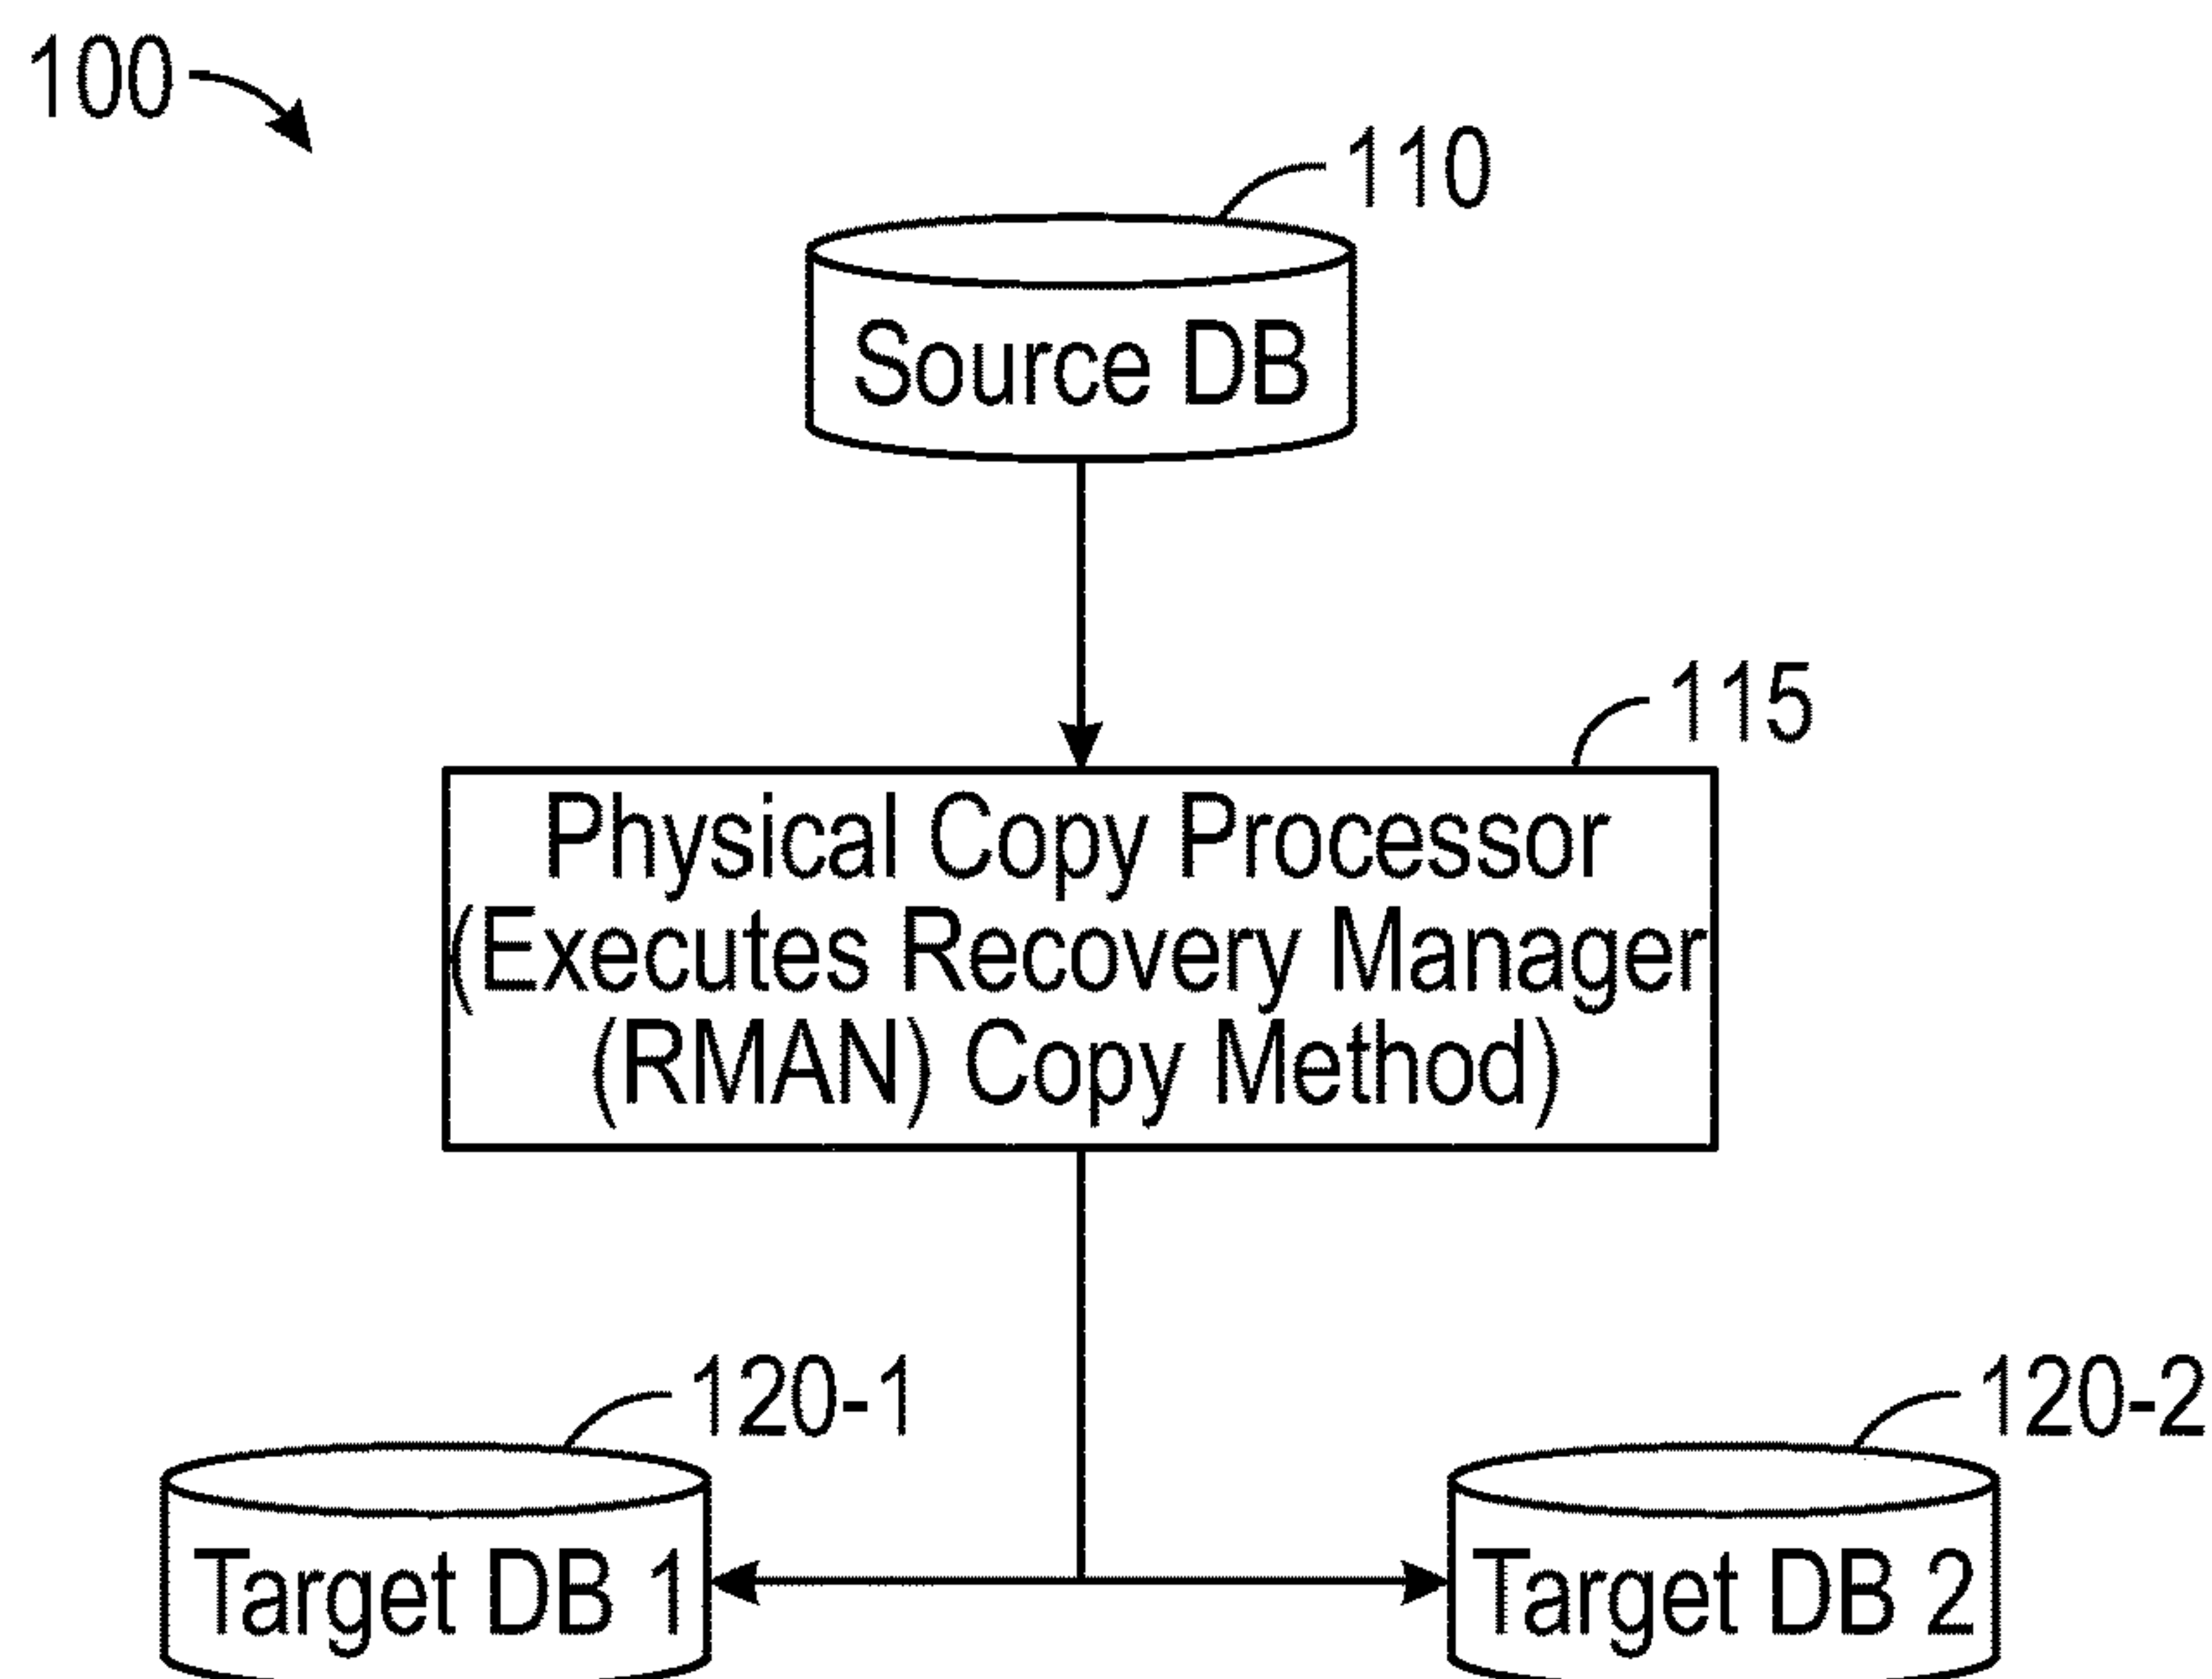 100
110
Source DB
115
Physical Copy Processor
(Executes Recovery Manager
(RMAN) Copy Method)
120-1
120-2
Target DB 1
Target DB 2